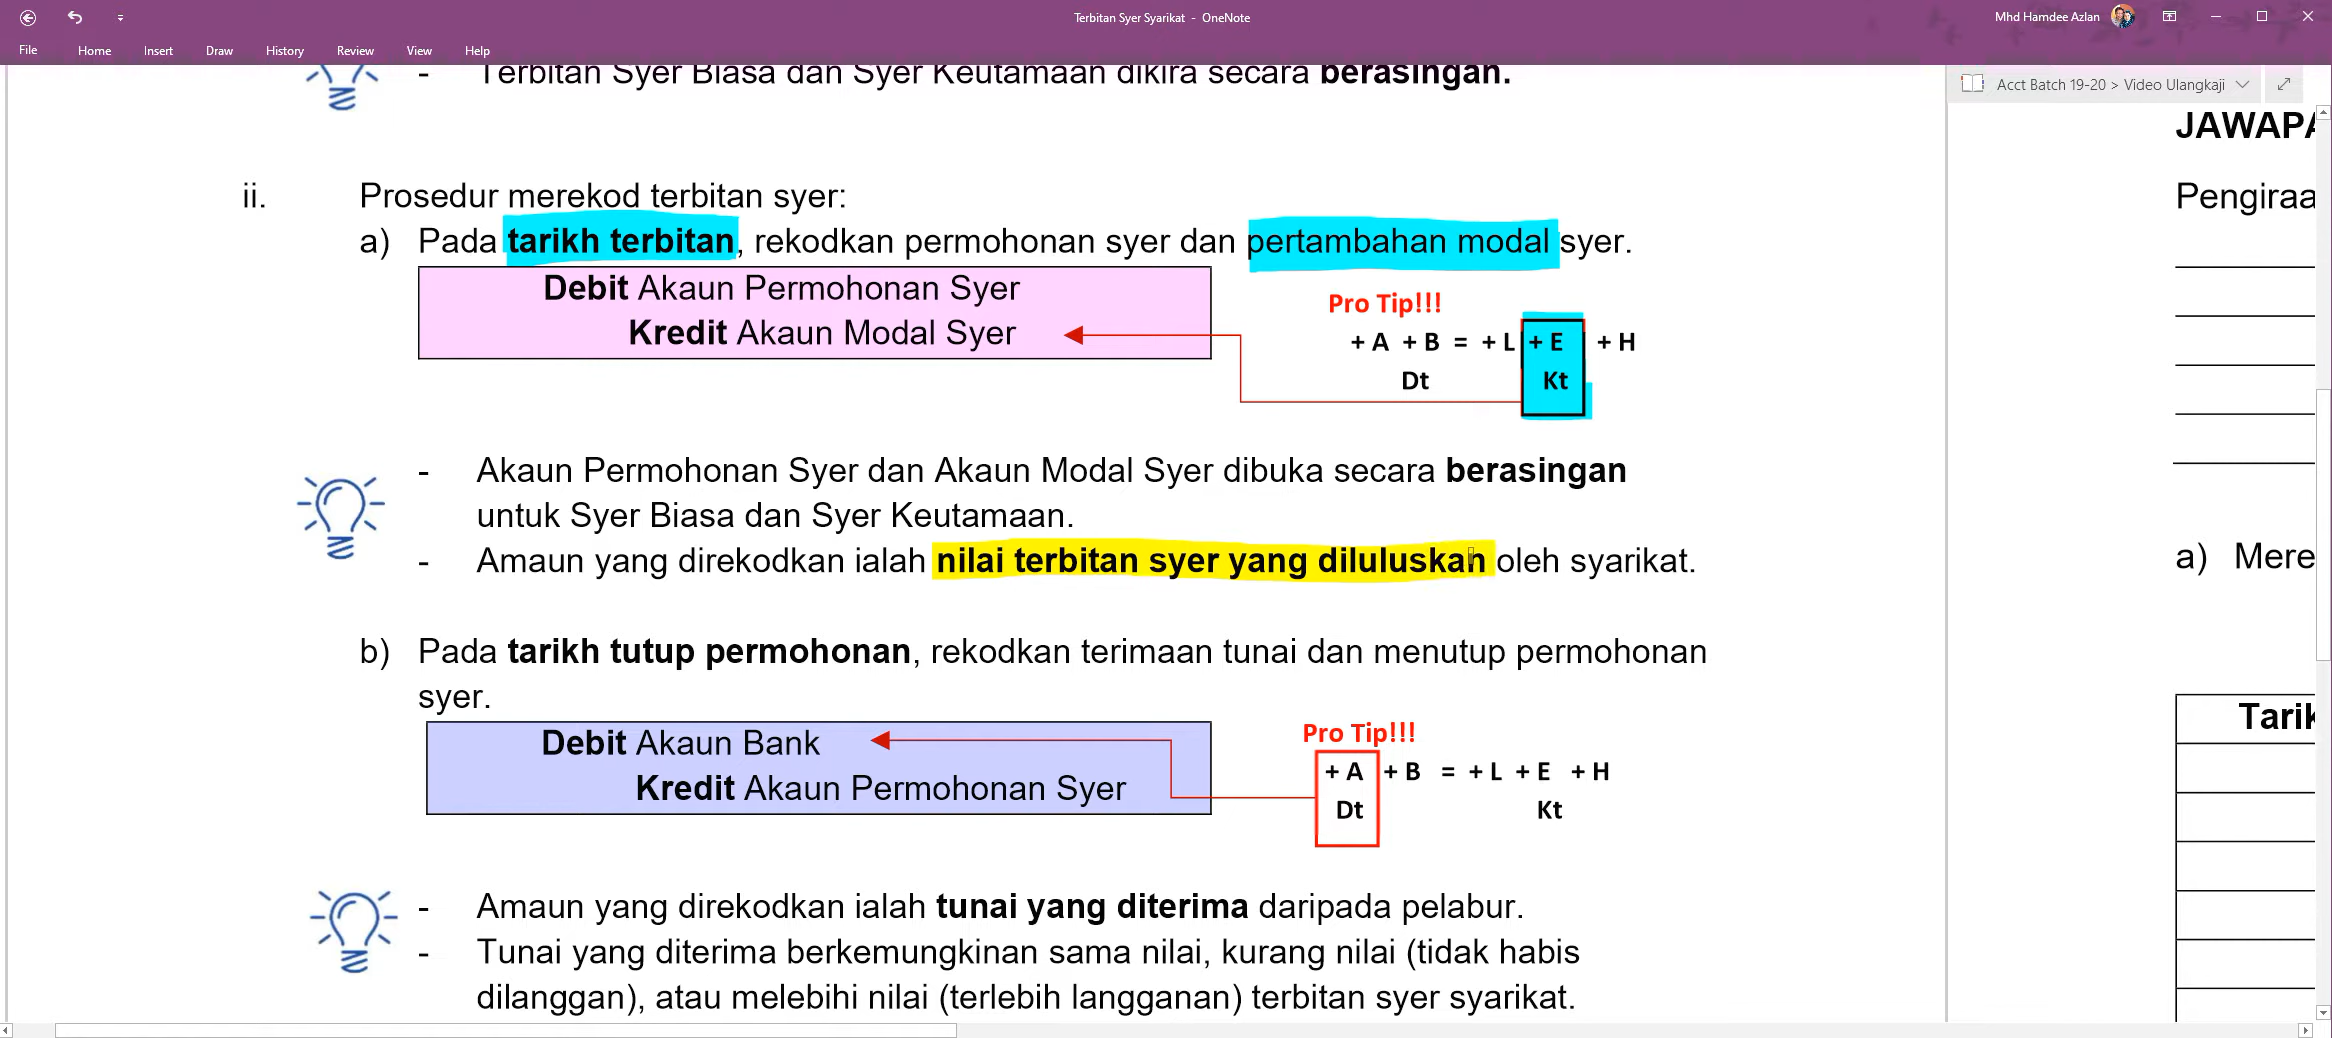 Terbitan Syer Syarikat - OneNote
Mhd Hamdee Azlan
File Home Insert Draw History Review View Help
Acct Batch 19-20 > Video Ulangkaji
- Terbitan Syer Biasa dan Syer Keutamaan dikira secara berasingan.
ii. Prosedur merekod terbitan syer:
a) Pada tarikh terbitan, rekodkan permohonan syer dan pertambahan modal syer.
Debit Akaun Permohonan Syer
Kredit Akaun Modal Syer
Pro Tip!!!
+ A + B = + L + E + H
Dt Kt
- Akaun Permohonan Syer dan Akaun Modal Syer dibuka secara berasingan
untuk Syer Biasa dan Syer Keutamaan.
- Amaun yang direkodkan ialah nilai terbitan syer yang diluluskan oleh syarikat.
b) Pada tarikh tutup permohonan, rekodkan terimaan tunai dan menutup permohonan
syer.
Debit Akaun Bank
Kredit Akaun Permohonan Syer
Pro Tip!!!
+ A + B = + L + E + H
Dt Kt
- Amaun yang direkodkan ialah tunai yang diterima daripada pelabur.
- Tunai yang diterima berkemungkinan sama nilai, kurang nilai (tidak habis
dilanggan), atau melebihi nilai (terlebih langganan) terbitan syer syarikat.
JAWAPA
Pengiraa
a) Mere
Tarik